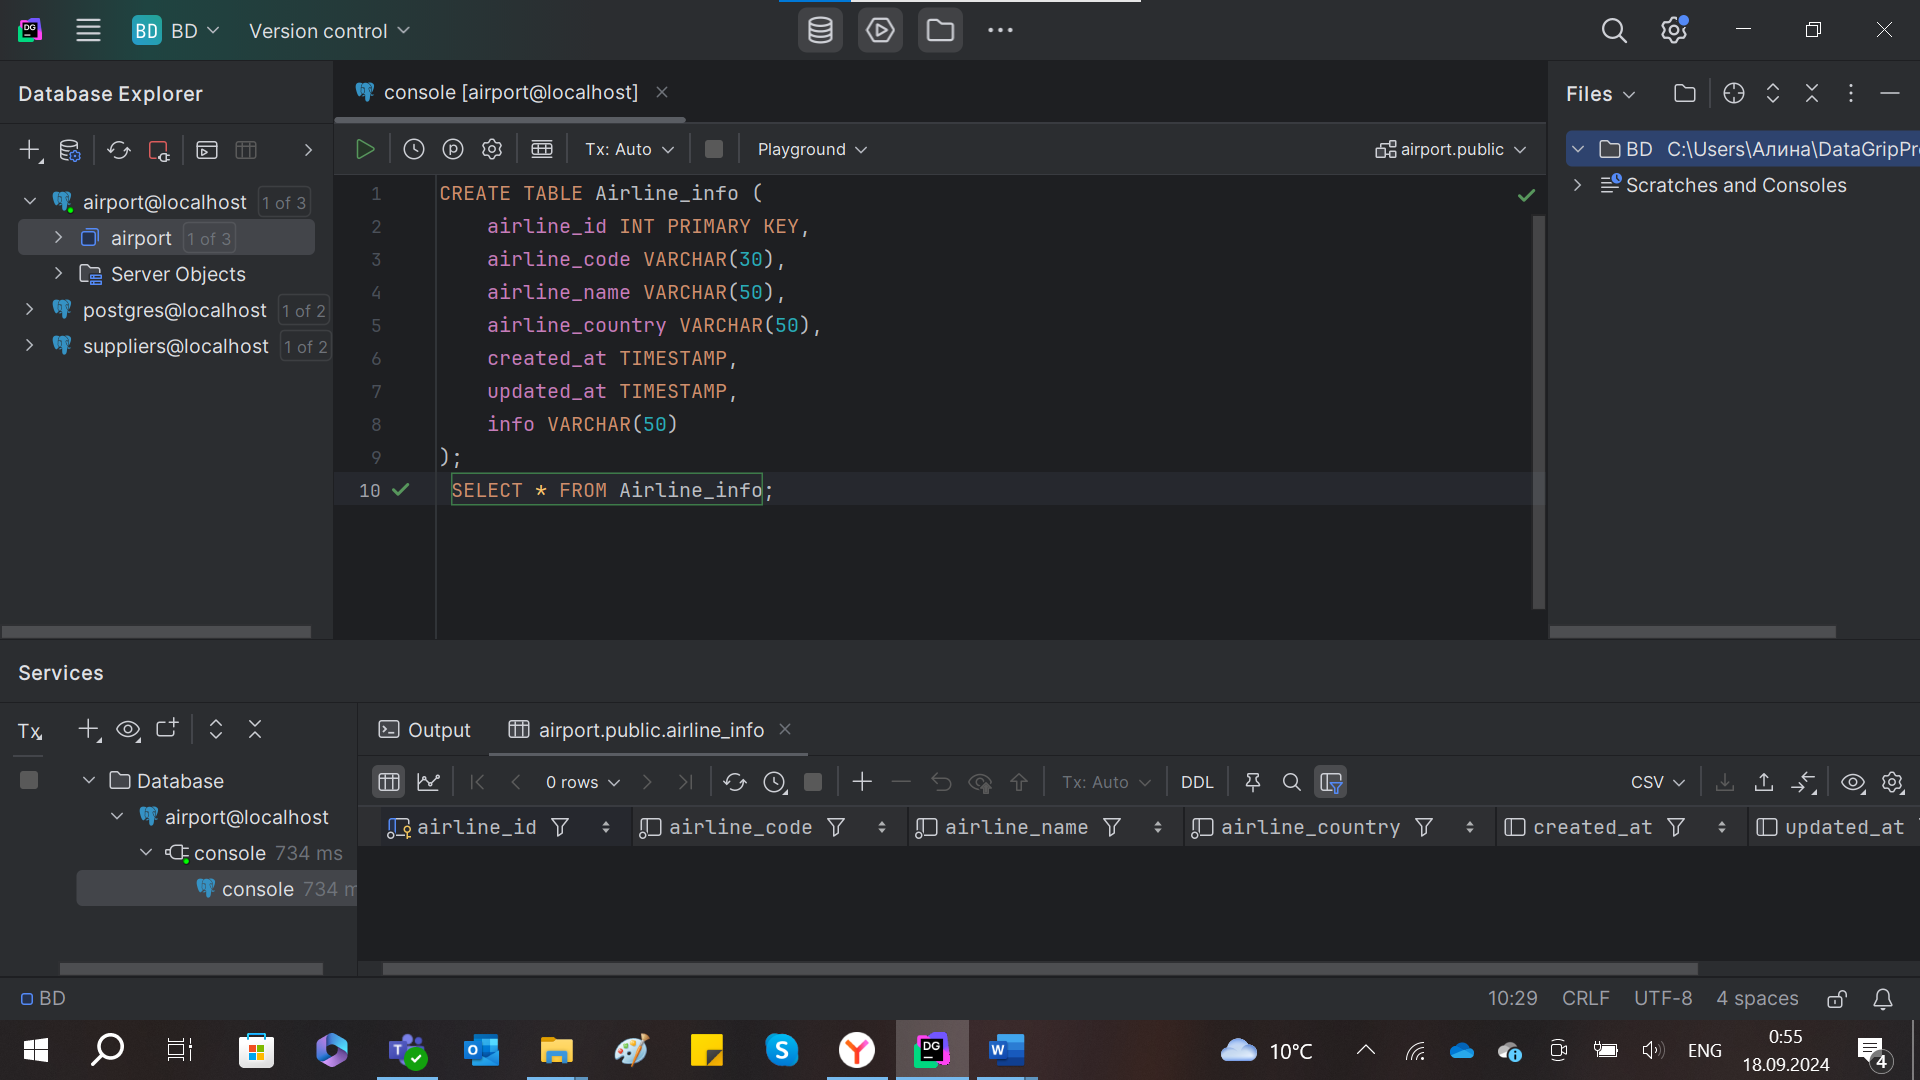 BD BD Version control
Database Explorer
console [airport@localhost]
Files
Tx: Auto
Playground
airport.public
airport@localhost 1 of 3
airport 1 of 3
Server Objects
postgres@localhost 1 of 2
suppliers@localhost 1 of 2
1 CREATE TABLE Airline_info (
2 airline_id INT PRIMARY KEY,
3 airline_code VARCHAR(30),
4 airline_name VARCHAR(50),
5 airline_country VARCHAR(50),
6 created_at TIMESTAMP,
7 updated_at TIMESTAMP,
8 info VARCHAR(50)
9 );
10 SELECT * FROM Airline_info;
BD C:\Users\Алина\DataGripPr
Scratches and Consoles
Services
Tx
Output
airport.public.airline_info
Database
airport@localhost
console 734 ms
console 734 m
0 rows
Tx: Auto
DDL
CSV
airline_id airline_code airline_name airline_country created_at updated_at
BD
10:29 CRLF UTF-8 4 spaces
10°C
ENG
0:55
18.09.2024
4